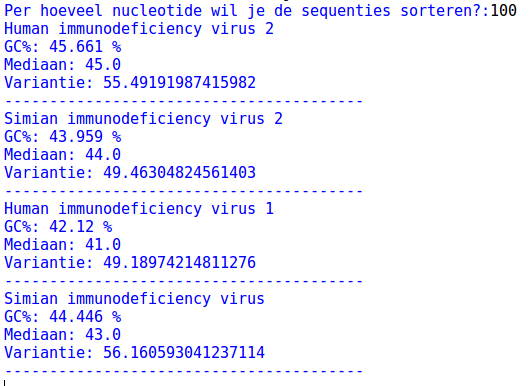 Per hoeveel nucleotide wil je de sequenties sorteren?:100
Human immunodeficiency virus 2
GC%: 45.661 %
Mediaan: 45.0
Variantie: 55.49191987415982
----------------------------------------
Simian immunodeficiency virus 2
GC%: 43.959 %
Mediaan: 44.0
Variantie: 49.46304824561403
----------------------------------------
Human immunodeficiency virus 1
GC%: 42.12 %
Mediaan: 41.0
Variantie: 49.18974214811276
----------------------------------------
Simian immunodeficiency virus
GC%: 44.446 %
Mediaan: 43.0
Variantie: 56.160593041237114
----------------------------------------